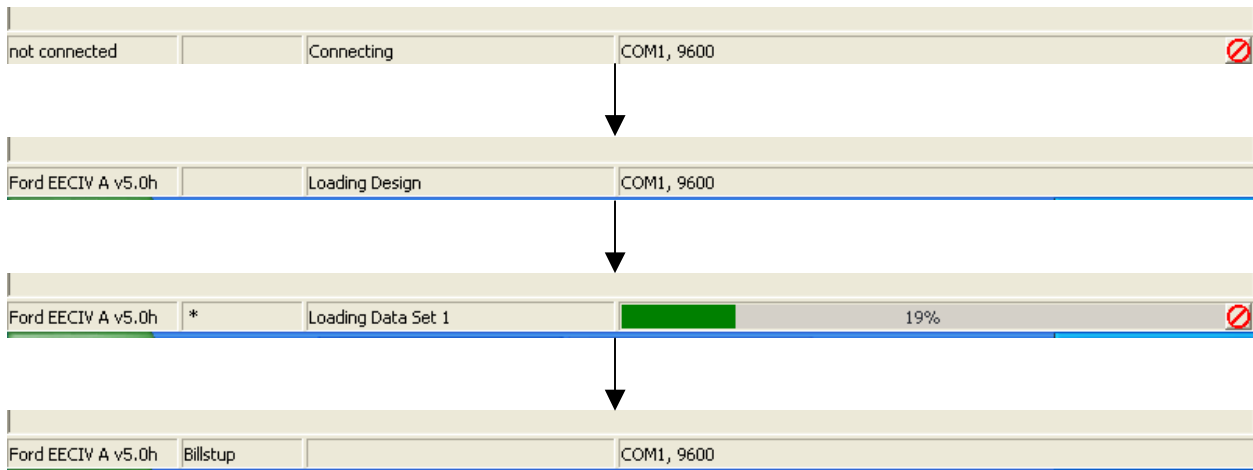 not connected Connecting COM1, 9600
Ford EECIV A v5.0h Loading Design COM1, 9600
Ford EECIV A v5.0h * Loading Data Set 1 19%
Ford EECIV A v5.0h Billstup COM1, 9600